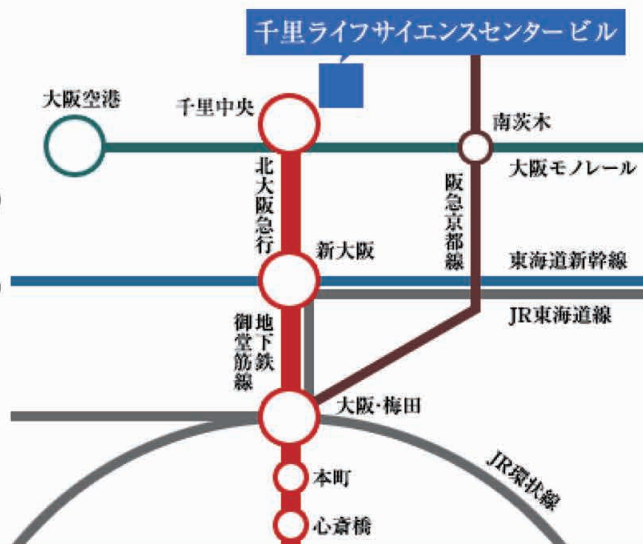 千里ライフサイエンスセンタービル
大阪空港
千里中央
南茨木
大阪モノレール
北大阪急行
阪急京都線
新大阪
東海道新幹線
JR東海道線
地下鉄
御堂筋線
大阪·梅田
JR環状線
本町
心斎橋